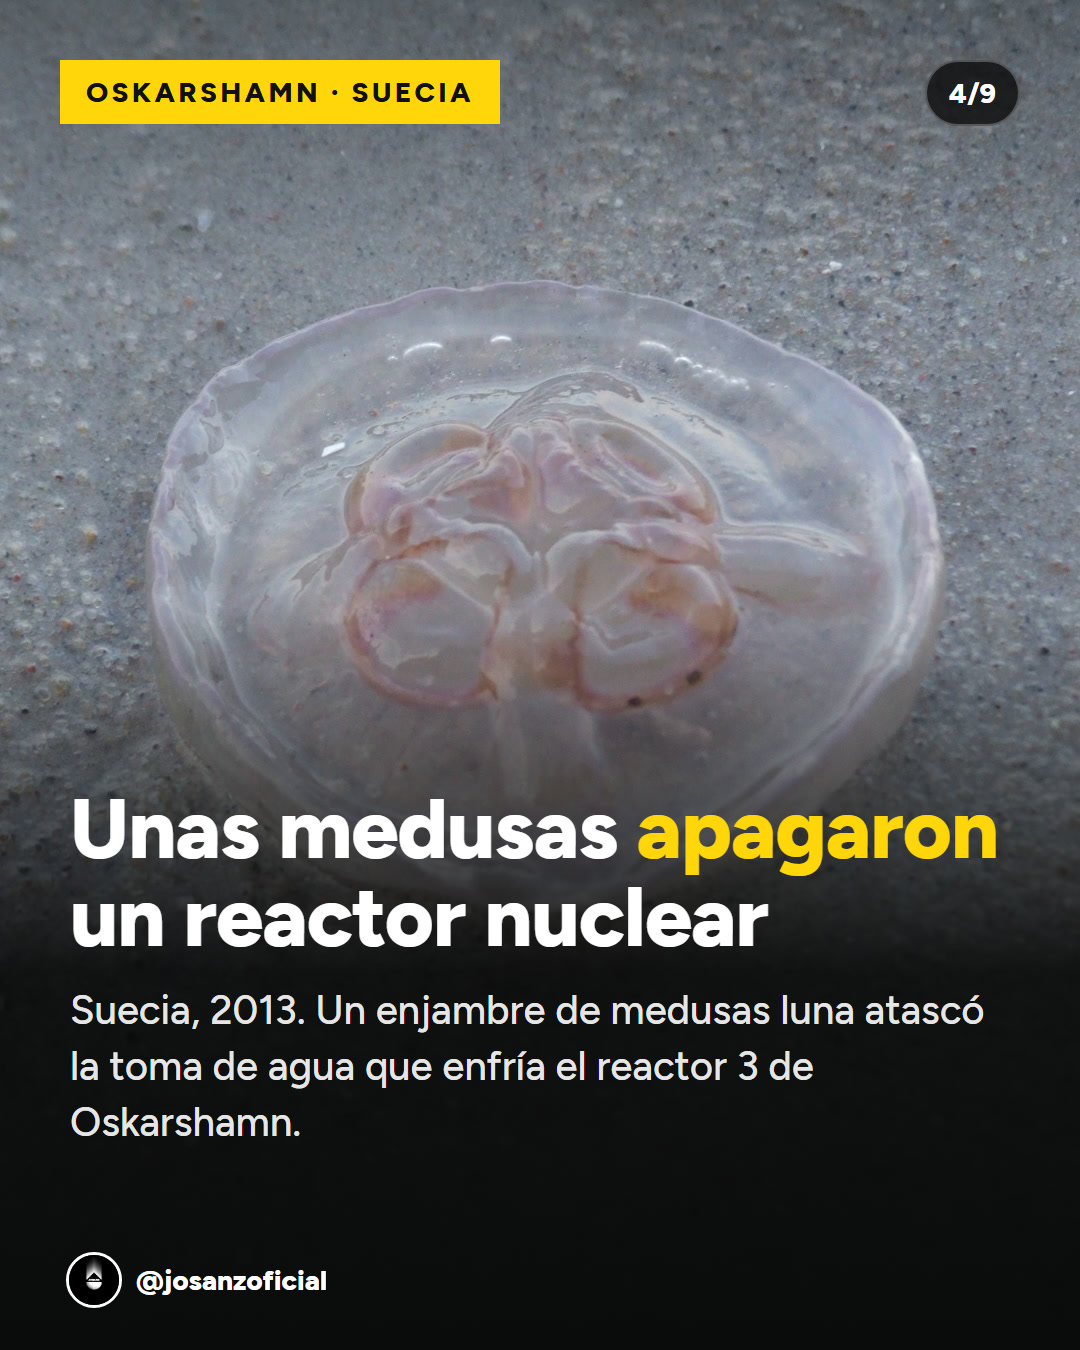 OSKARSHAMN · SUECIA
4/9
Unas medusas apagaron
un reactor nuclear
Suecia, 2013. Un enjambre de medusas luna atascó
la toma de agua que enfría el reactor 3 de
Oskarshamn.
@josanzoficial